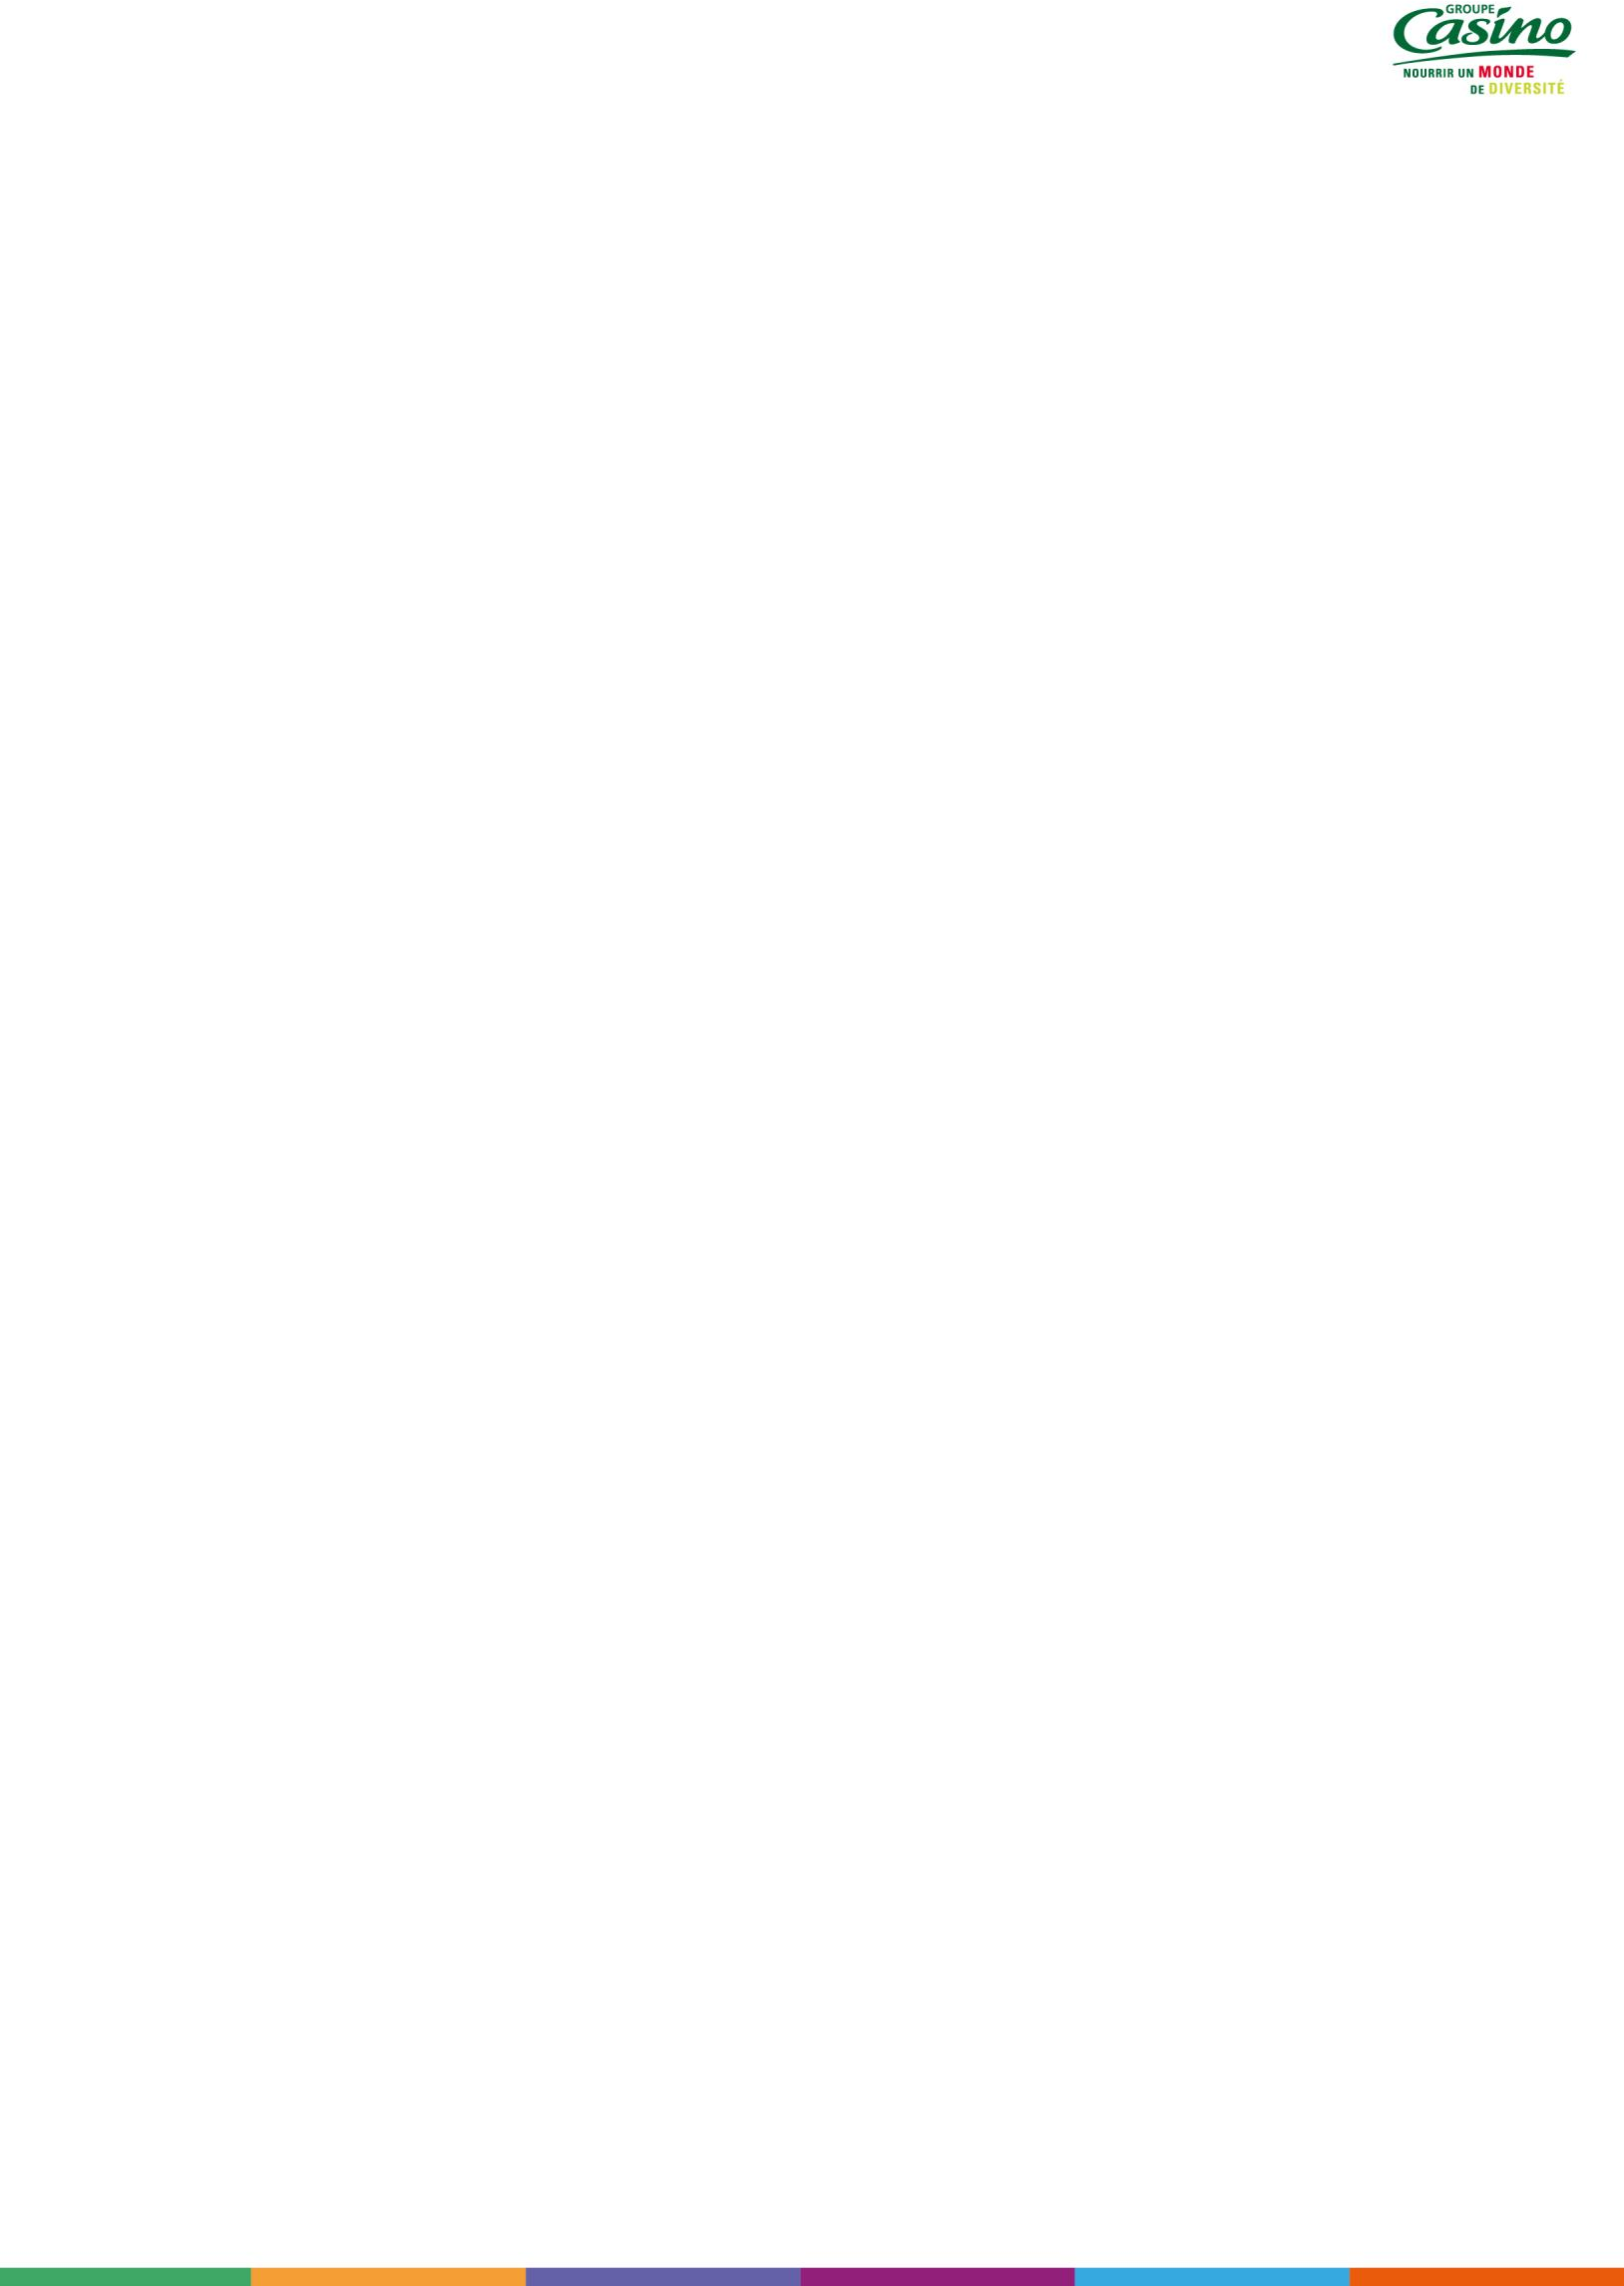 GROUPE
Casino
NOURRIR UN MONDE
DE DIVERSITÉ